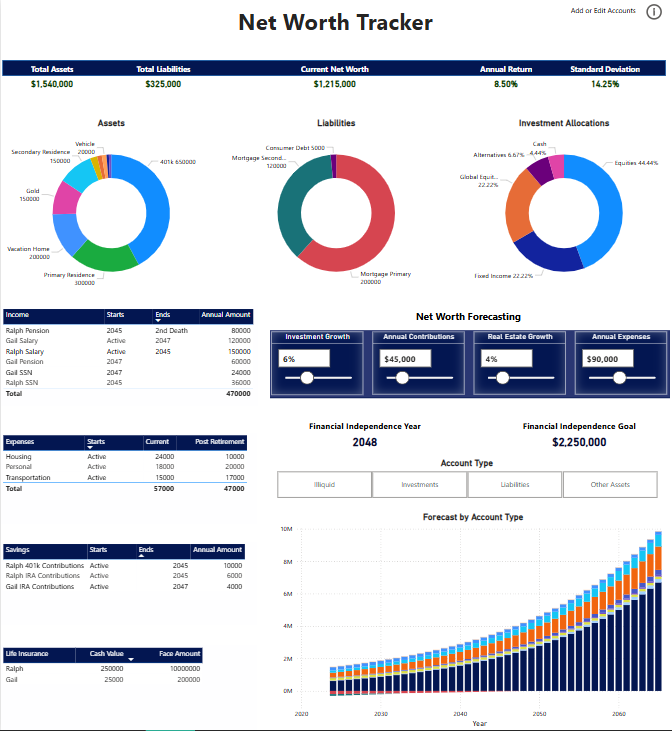 Net Worth Tracker
Add or Edit Accounts
Total Assets Total Liabilities Current Net Worth Annual Return Standard Deviation
$1,540,000 $325,000 $1,215,000 8.50% 14.25%
Assets
Vehicle
20000
Secondary Residence
150000
401k 650000
Gold
150000
Vacation Home
200000
Primary Residence
300000
Liabilities
Consumer Debt 5000
Mortgage Second...
120000
Mortgage Primary
200000
Investment Allocations
Cash
4.44%
Alternatives 6.67%
Equities 44.44%
Global Equit...
22.22%
Fixed Income 22.22%
Income Starts Ends Annual Amount
Ralph Pension 2045 2nd Death 80000
Gail Salary Active 2047 120000
Ralph Salary Active 2045 150000
Gail Pension 2047 60000
Gail SSN 2047 24000
Ralph SSN 2045 36000
Total 470000
Net Worth Forecasting
Investment Growth Annual Contributions Real Estate Growth Annual Expenses
6% $45,000 4% $90,000
Financial Independence Year Financial Independence Goal
2048 $2,250,000
Expenses Starts Current Post Retirement
Housing Active 24000 10000
Personal Active 18000 20000
Transportation Active 15000 17000
Total 57000 47000
Account Type
Illiquid Investments Liabilities Other Assets
Savings Starts Ends Annual Amount
Ralph 401k Contributions Active 2045 10000
Ralph IRA Contributions Active 2045 6000
Gail IRA Contributions Active 2047 4000
Life Insurance Cash Value Face Amount
Ralph 250000 10000000
Gail 25000 200000
Forecast by Account Type
10M
8M
6M
4M
2M
0M
2020 2030 2040 2050 2060
Year